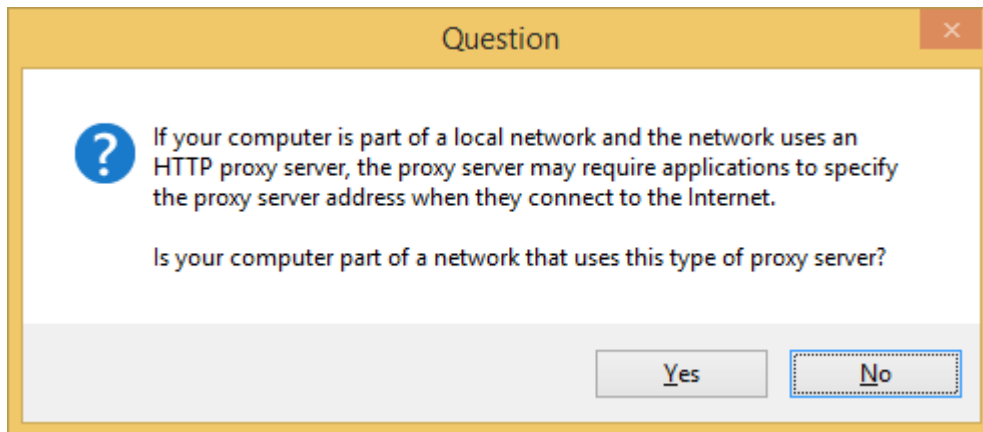 Question
If your computer is part of a local network and the network uses an
HTTP proxy server, the proxy server may require applications to specify
the proxy server address when they connect to the Internet.
Is your computer part of a network that uses this type of proxy server?
Yes
No